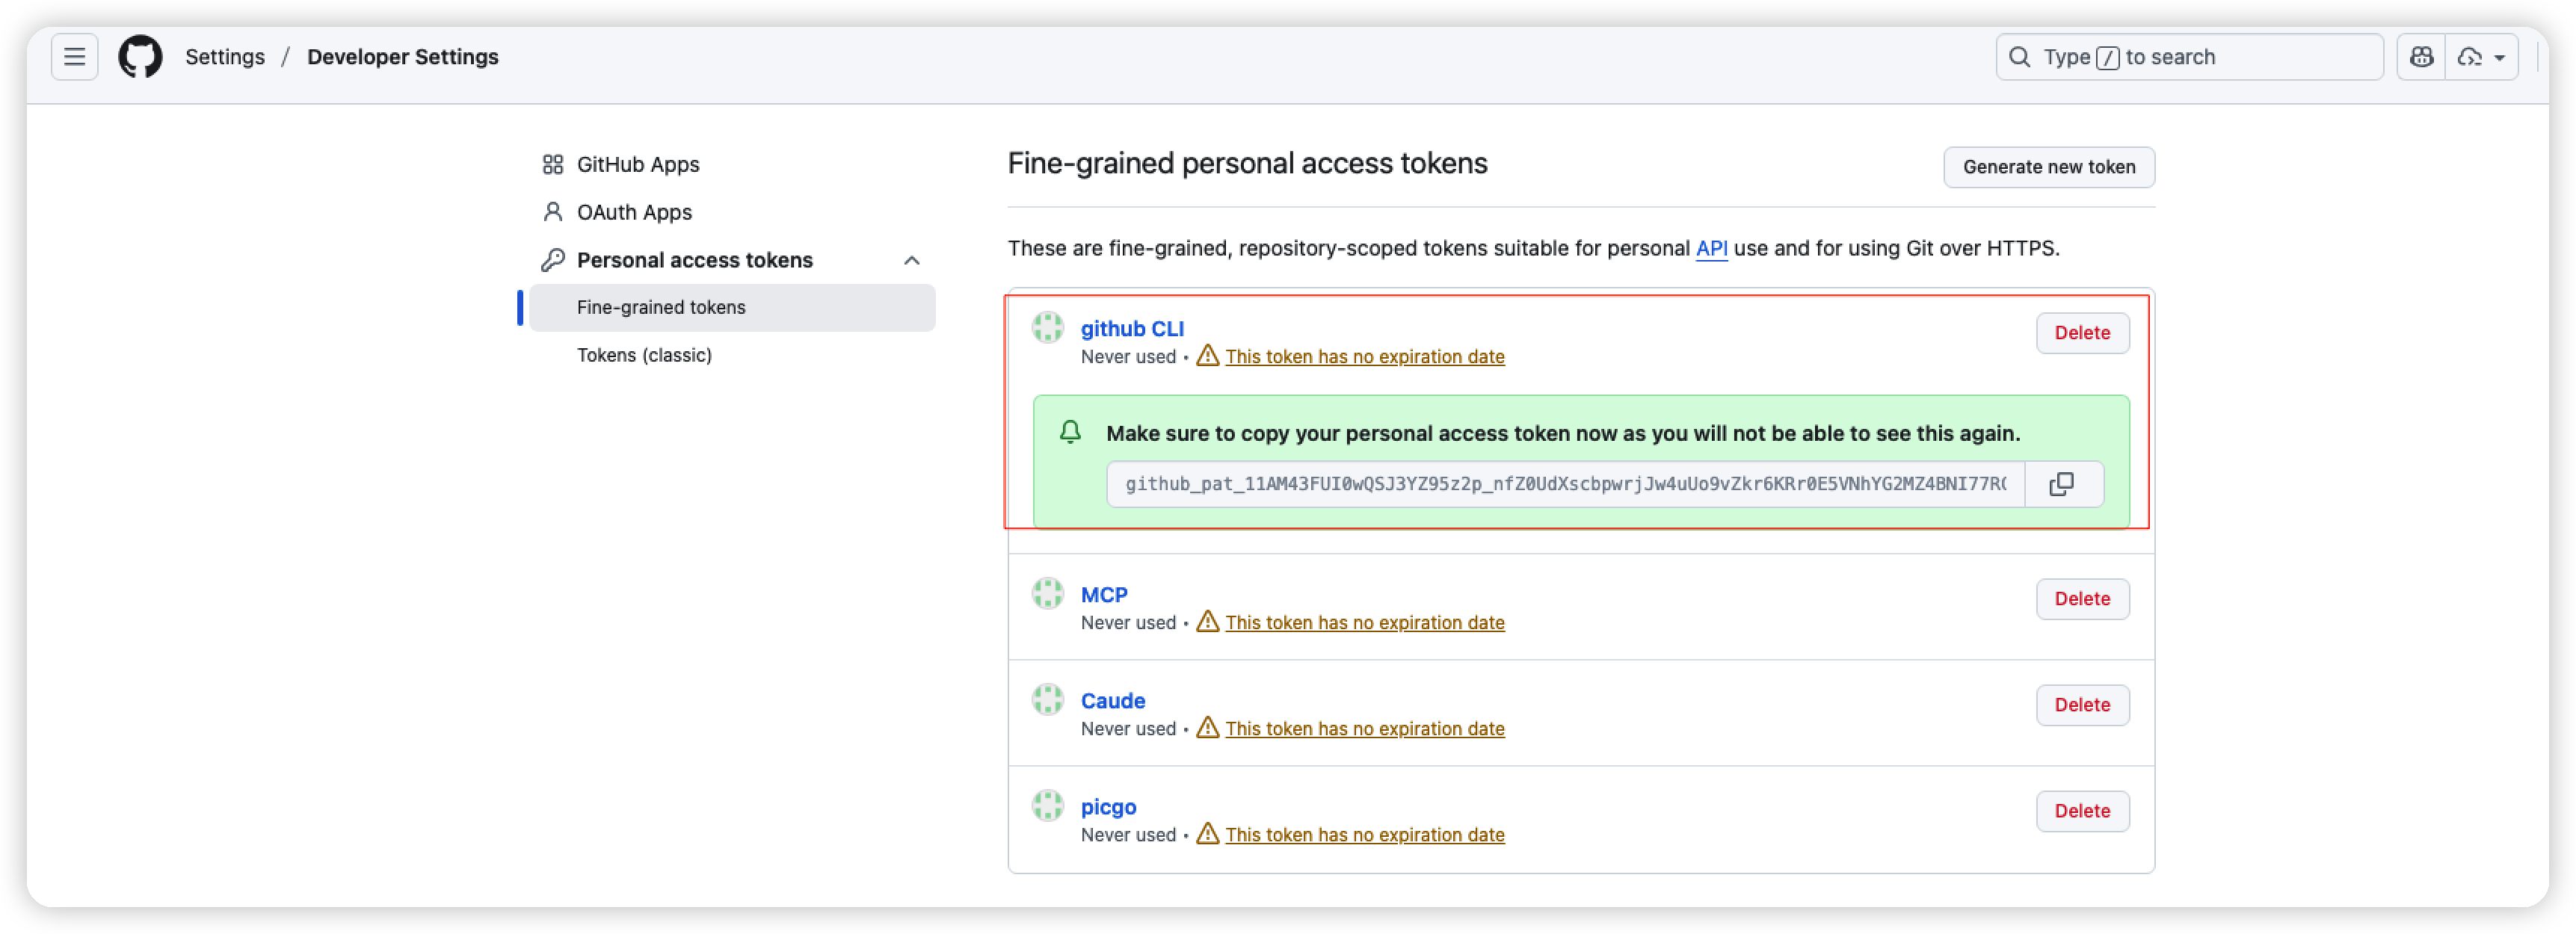 Settings / Developer Settings
Type / to search
GitHub Apps
OAuth Apps
Personal access tokens
Fine-grained tokens
Tokens (classic)
Fine-grained personal access tokens
Generate new token
These are fine-grained, repository-scoped tokens suitable for personal API use and for using Git over HTTPS.
github CLI
Delete
Never used • This token has no expiration date
Make sure to copy your personal access token now as you will not be able to see this again.
github_pat_11AM43FUI0wQSJ3YZ95z2p_nfZ0UdXscbpwrjJw4uUo9vZkr6KRr0E5VNhYG2MZ4BNI77R
MCP
Delete
Never used • This token has no expiration date
Caude
Delete
Never used • This token has no expiration date
picgo
Delete
Never used • This token has no expiration date